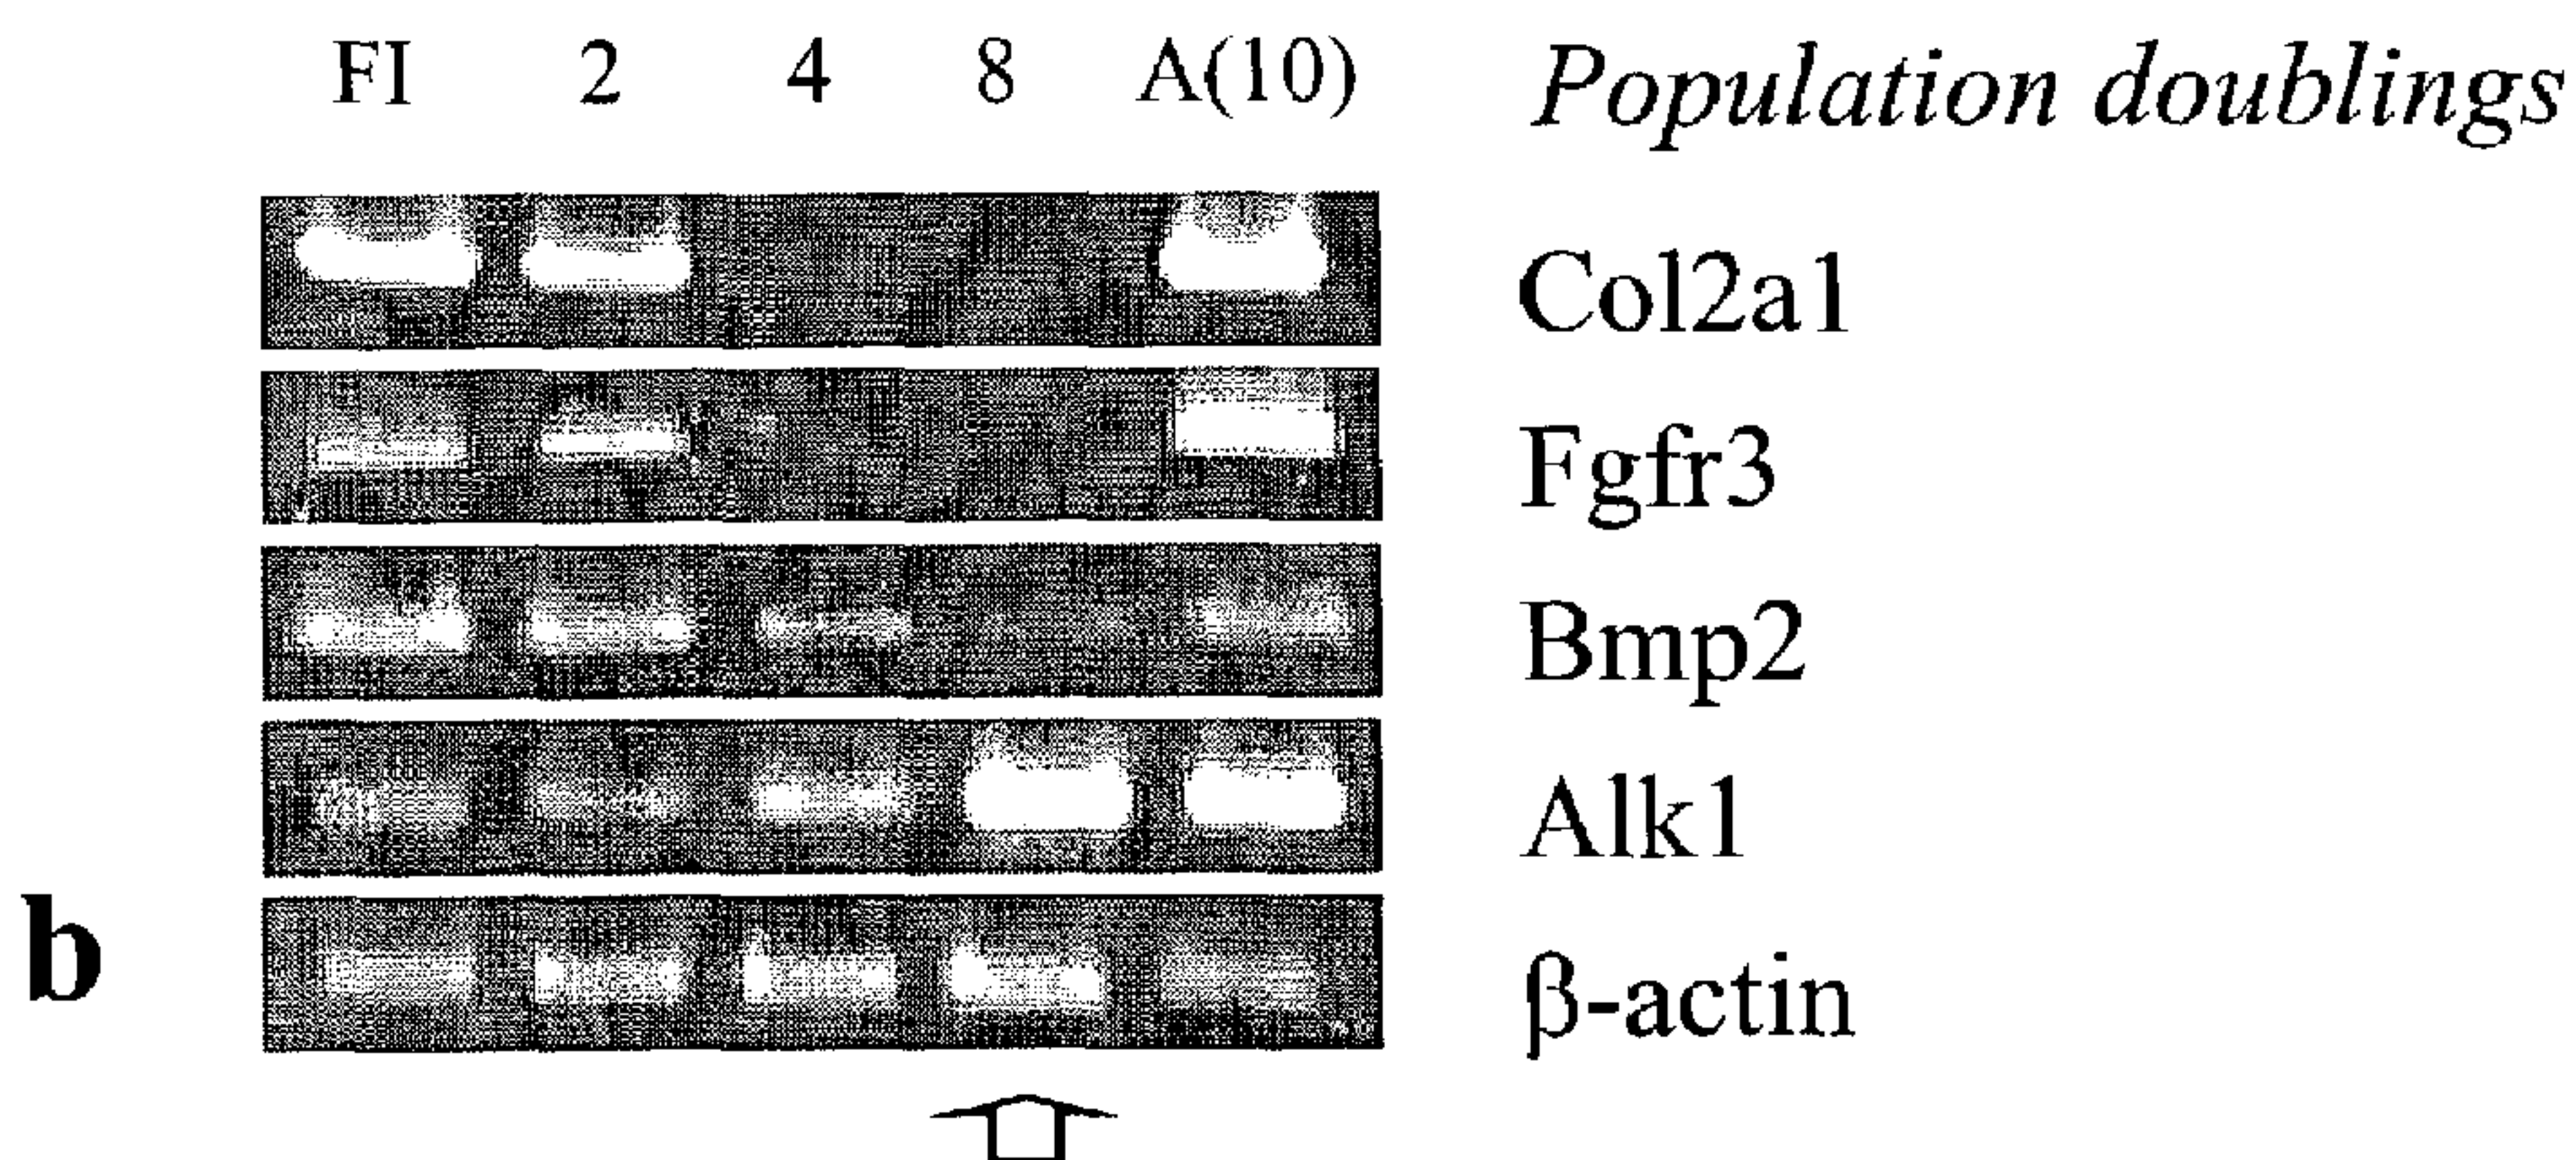 FI 2 4 8 A(10) Population doublings
Col2a1
Fgfr3
Bmp2
Alk1
b
β-actin